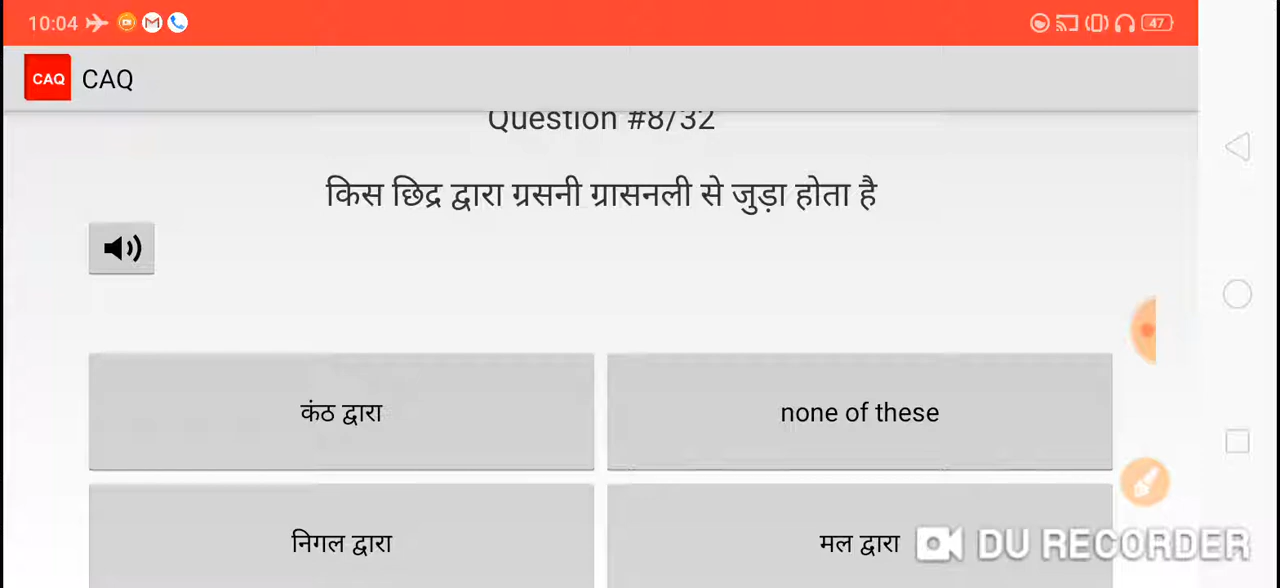 10:04
47
CAQ CAQ
Question #8/32
किस छिद्र द्वारा ग्रसनी ग्रासनली से जुड़ा होता है
कंठ द्वारा
none of these
निगल द्वारा
मल द्वारा
DU RECORDER